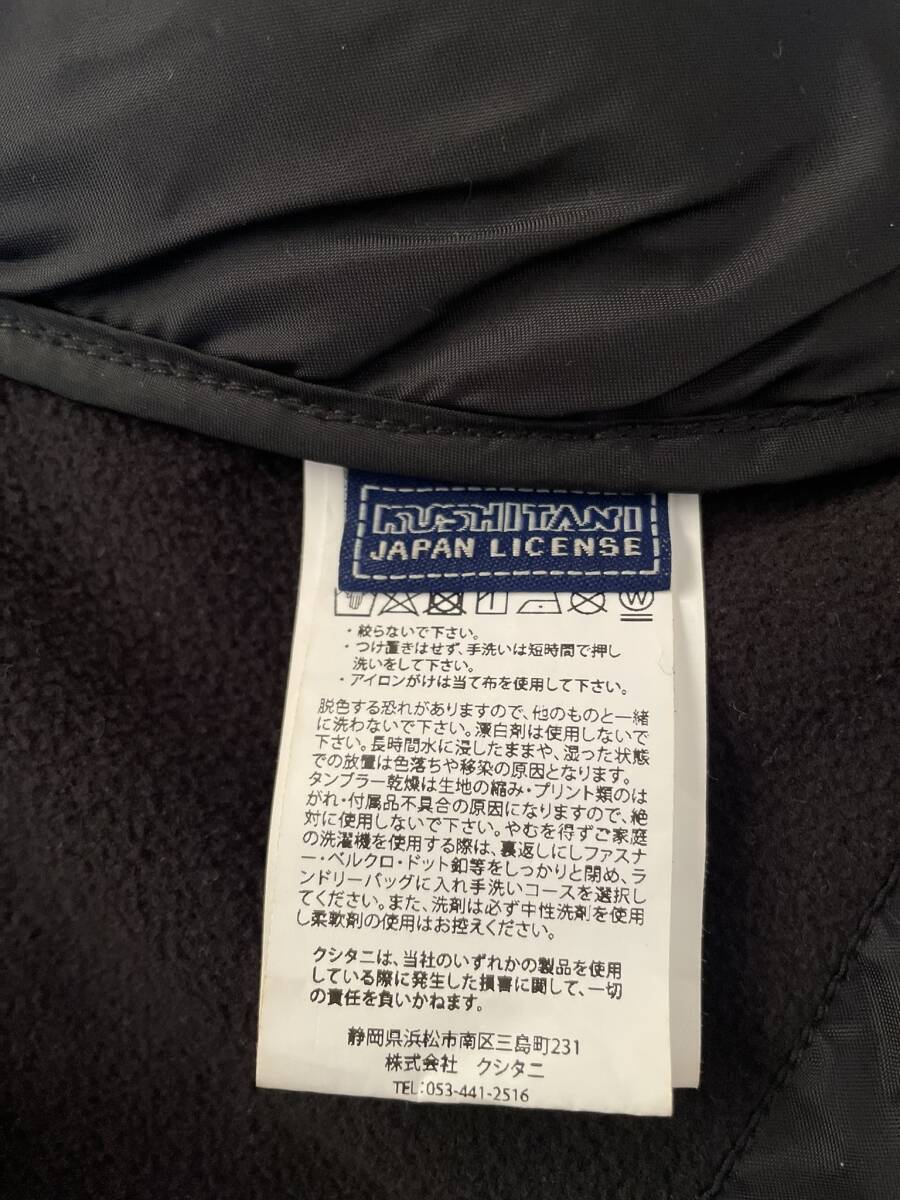 KUSHITANI
JAPAN LICENSE
W
・絞らないで下さい。
・つけ置きはせず、手洗いは短時間で押し
洗いをして下さい。
・アイロンがけは当て布を使用して下さい。
脱色する恐れがありますので、他のものと一緒
に洗わないで下さい。漂白剤は使用しないで
下さい。長時間水に浸したままや、湿った状態
での放置は色落ちや移染の原因となります。
タンブラー乾燥は生地の縮み・プリント類のは
がれ・付属品不具合の原因になりますので、絶
対に使用しないで下さい。やむを得ずご家庭
の洗濯機を使用する際は、裏返しにしファスナ
ー・ベルクロ・ドット釦等をしっかりと閉め、ラ
ンドリーバッグに入れ手洗いコースを選択し
てください。また、洗剤は必ず中性洗剤を使用
し柔軟剤の使用はお控えください。
クシタニは、当社のいずれかの製品を使用
している際に発生した損害に関して、一切
の責任を負いかねます。
静岡県浜松市南区三島町231
株式会社 クシタニ
TEL:053-441-2516